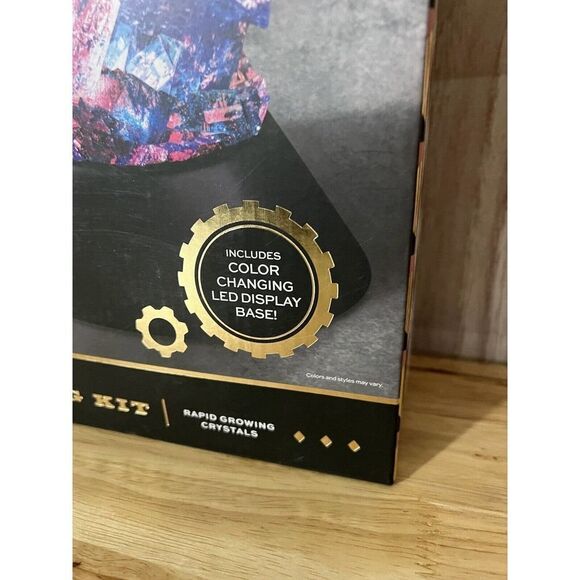 INCLUDES
COLOR
CHANGING
LED DISPLAY
BASE!
Colors and styles may vary.
G KIT
RAPID GROWING
CRYSTALS